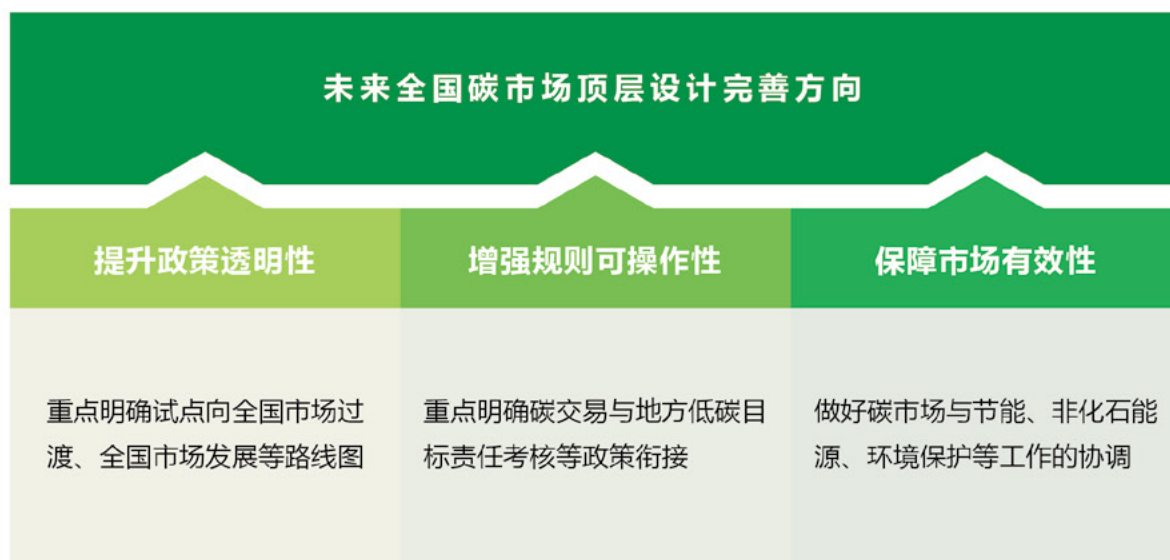 未来全国碳市场顶层设计完善方向
提升政策透明性
重点明确试点向全国市场过
渡、全国市场发展等路线图
增强规则可操作性
重点明确碳交易与地方低碳目
标责任考核等政策衔接
保障市场有效性
做好碳市场与节能、非化石能
源、环境保护等工作的协调